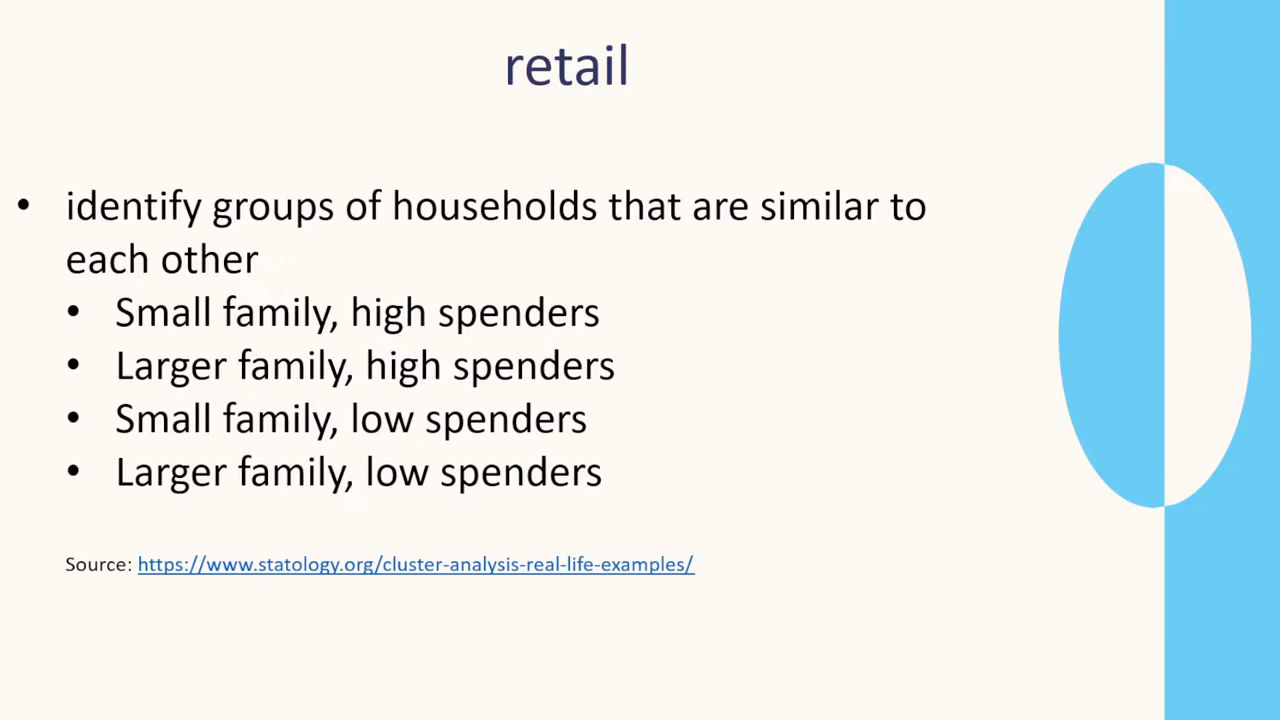 retail
• identify groups of households that are similar to
each other
• Small family, high spenders
• Larger family, high spenders
• Small family, low spenders
• Larger family, low spenders
Source: https://www.statology.org/cluster-analysis-real-life-examples/